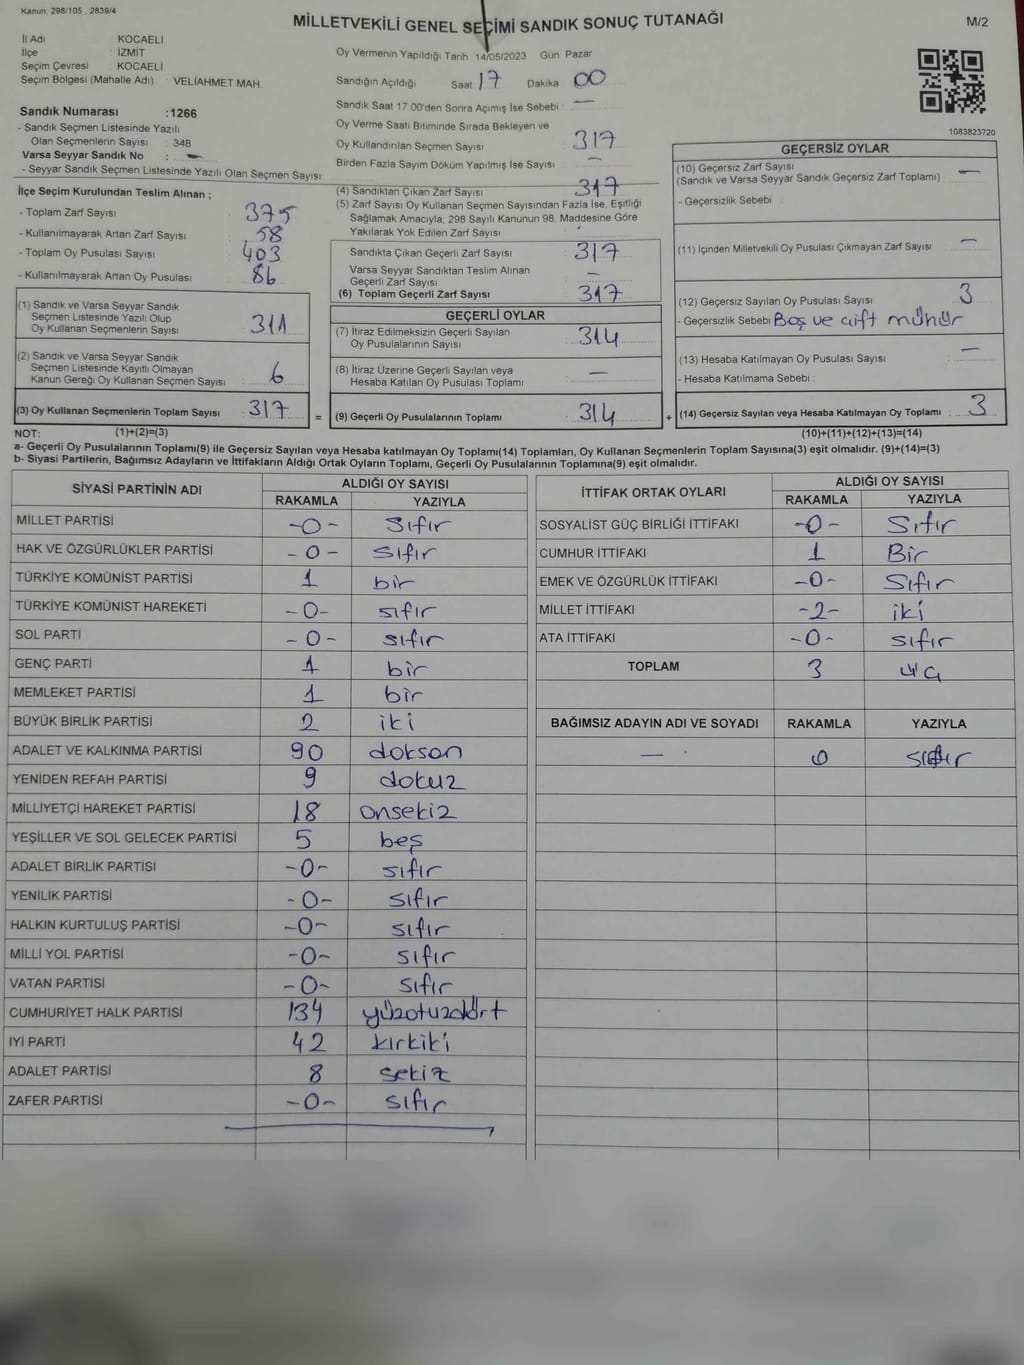 Kanun: 298/105 , 2839/4
MİLLETVEKİLİ GENEL SEÇİMİ SANDIK SONUÇ TUTANAĞI
M/2
İl Adı KOCAELİ
İlçe : İZMİT
Seçim Çevresi KOCAELİ
Seçim Bölgesi (Mahalle Adı) : VELİAHMET MAH.
Sandık Numarası :1266
- Sandık Seçmen Listesinde Yazılı
Olan Seçmenlerin Sayısı : 348
Varsa Seyyar Sandık No : -
- Seyyar Sandık Seçmen Listesinde Yazılı Olan Seçmen Sayısı:
İlçe Seçim Kurulundan Teslim Alınan ;
- Toplam Zarf Sayısı : 375
- Kullanılmayarak Artan Zarf Sayısı : 58
- Toplam Oy Pusulası Sayısı : 403
- Kullanılmayarak Artan Oy Pusulası : 86
(1) Sandık ve Varsa Seyyar Sandık
Seçmen Listesinde Yazılı Olup
Oy Kullanan Seçmenlerin Sayısı : 311
(2) Sandık ve Varsa Seyyar Sandık
Seçmen Listesinde Kayıtlı Olmayan
Kanun Gereği Oy Kullanan Seçmen Sayısı : 6
(3) Oy Kullanan Seçmenlerin Toplam Sayısı : 317
Oy Vermenin Yapıldığı Tarih 14/05/2023 Gün: Pazar
Sandığın Açıldığı Saat: 17 Dakika 00
Sandık Saat 17:00'den Sonra Açımış İse Sebebi : —
Oy Verme Saati Bitiminde Sırada Bekleyen ve
Oy Kullandırılan Seçmen Sayısı : 317
Birden Fazla Sayım Döküm Yapılmış İse Sayısı : —
(4) Sandıktan Çıkan Zarf Sayısı : 317
(5) Zarf Sayısı Oy Kullanan Seçmen Sayısından Fazla İse, Eşitliği
Sağlamak Amacıyla; 298 Sayılı Kanunun 98. Maddesine Göre
Yakılarak Yok Edilen Zarf Sayısı :
Sandıkta Çıkan Geçerli Zarf Sayısı : 317
Varsa Seyyar Sandıktan Teslim Alınan
Geçerli Zarf Sayısı : —
(6) Toplam Geçerli Zarf Sayısı : 317
GEÇERLİ OYLAR
(7) İtiraz Edilmeksizin Geçerli Sayılan
Oy Pusulalarının Sayısı : 314
(8) İtiraz Üzerine Geçerli Sayılan veya
Hesaba Katılan Oy Pusulası Toplamı : —
= (9) Geçerli Oy Pusulalarının Toplamı : 314 +
1083823720
GEÇERSİZ OYLAR
(10) Geçersiz Zarf Sayısı
(Sandık ve Varsa Seyyar Sandık Geçersiz Zarf Toplamı) : —
- Geçersizlik Sebebi :
(11) İçinden Milletvekili Oy Pusulası Çıkmayan Zarf Sayısı : —
(12) Geçersiz Sayılan Oy Pusulası Sayısı : 3
- Geçersizlik Sebebi Boş ve çift mühür
(13) Hesaba Katılmayan Oy Pusulası Sayısı : —
- Hesaba Katılmama Sebebi :
(14) Geçersiz Sayılan veya Hesaba Katılmayan Oy Toplamı : 3
NOT: (1)+(2)=(3) (10)+(11)+(12)+(13)=(14)
a- Geçerli Oy Pusulalarının Toplamı(9) ile Geçersiz Sayılan veya Hesaba katılmayan Oy Toplamı(14) Toplamları, Oy Kullanan Seçmenlerin Toplam Sayısına(3) eşit olmalıdır. (9)+(14)=(3)
b- Siyasi Partilerin, Bağımsız Adayların ve İttifakların Aldığı Ortak Oyların Toplamı, Geçerli Oy Pusulalarının Toplamına(9) eşit olmalıdır.
SİYASİ PARTİNİN ADI ALDIĞI OY SAYISI
RAKAMLA YAZIYLA
MİLLET PARTİSİ -0- sıfır
HAK VE ÖZGÜRLÜKLER PARTİSİ -0- sıfır
TÜRKİYE KOMÜNİST PARTİSİ 1 bir
TÜRKİYE KOMÜNİST HAREKETİ -0- sıfır
SOL PARTİ -0- sıfır
GENÇ PARTİ 1 bir
MEMLEKET PARTİSİ 1 bir
BÜYÜK BİRLİK PARTİSİ 2 iki
ADALET VE KALKINMA PARTİSİ 90 doksan
YENİDEN REFAH PARTİSİ 9 dokuz
MİLLİYETÇİ HAREKET PARTİSİ 18 onsekiz
YEŞİLLER VE SOL GELECEK PARTİSİ 5 beş
ADALET BİRLİK PARTİSİ -0- sıfır
YENİLİK PARTİSİ -0- sıfır
HALKIN KURTULUŞ PARTİSİ -0- sıfır
MİLLİ YOL PARTİSİ -0- sıfır
VATAN PARTİSİ -0- sıfır
CUMHURİYET HALK PARTİSİ 134 yüzotuzdört
İYİ PARTİ 42 kırkiki
ADALET PARTİSİ 8 sekiz
ZAFER PARTİSİ -0- sıfır
İTTİFAK ORTAK OYLARI ALDIĞI OY SAYISI
RAKAMLA YAZIYLA
SOSYALİST GÜÇ BİRLİĞİ İTTİFAKI -0- Sıfır
CUMHUR İTTİFAKI 1 Bir
EMEK VE ÖZGÜRLÜK İTTİFAKI -0- Sıfır
MİLLET İTTİFAKI -2- iki
ATA İTTİFAKI -0- sıfır
TOPLAM 3 üç
BAĞIMSIZ ADAYIN ADI VE SOYADI RAKAMLA YAZIYLA
— 0 sıfır